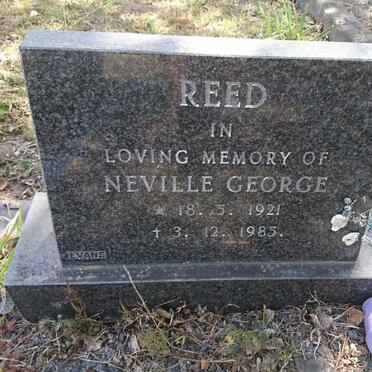 REED
IN
LOVING MEMORY OF
NEVILLE GEORGE
* 18. 5. 1921
† 3. 12. 1985.
EVANS